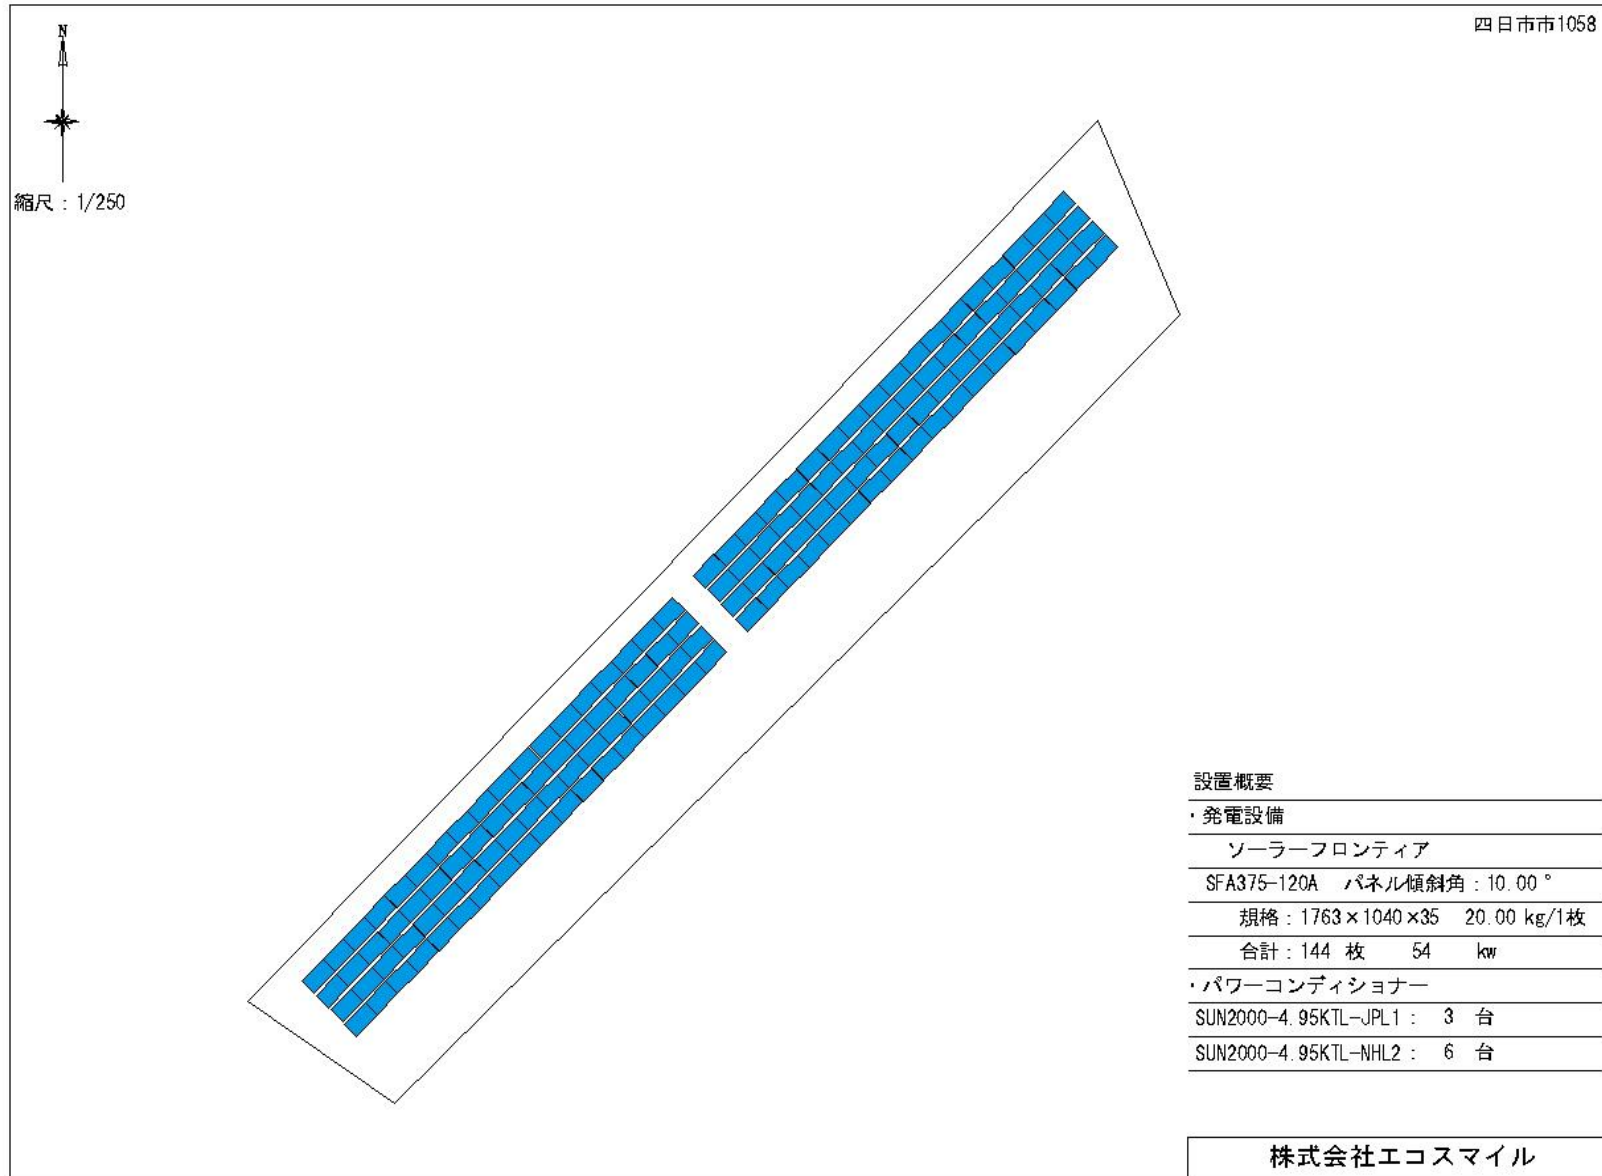 四日市市1058
N
縮尺：1/250
設置概要
・発電設備
ソーラーフロンティア
SFA375-120A パネル傾斜角：10.00°
規格：1763×1040×35 20.00 kg/1枚
合計：144 枚 54 kw
・パワーコンディショナー
SUN2000-4.95KTL-JPL1： 3 台
SUN2000-4.95KTL-NHL2： 6 台
株式会社エコスマイル